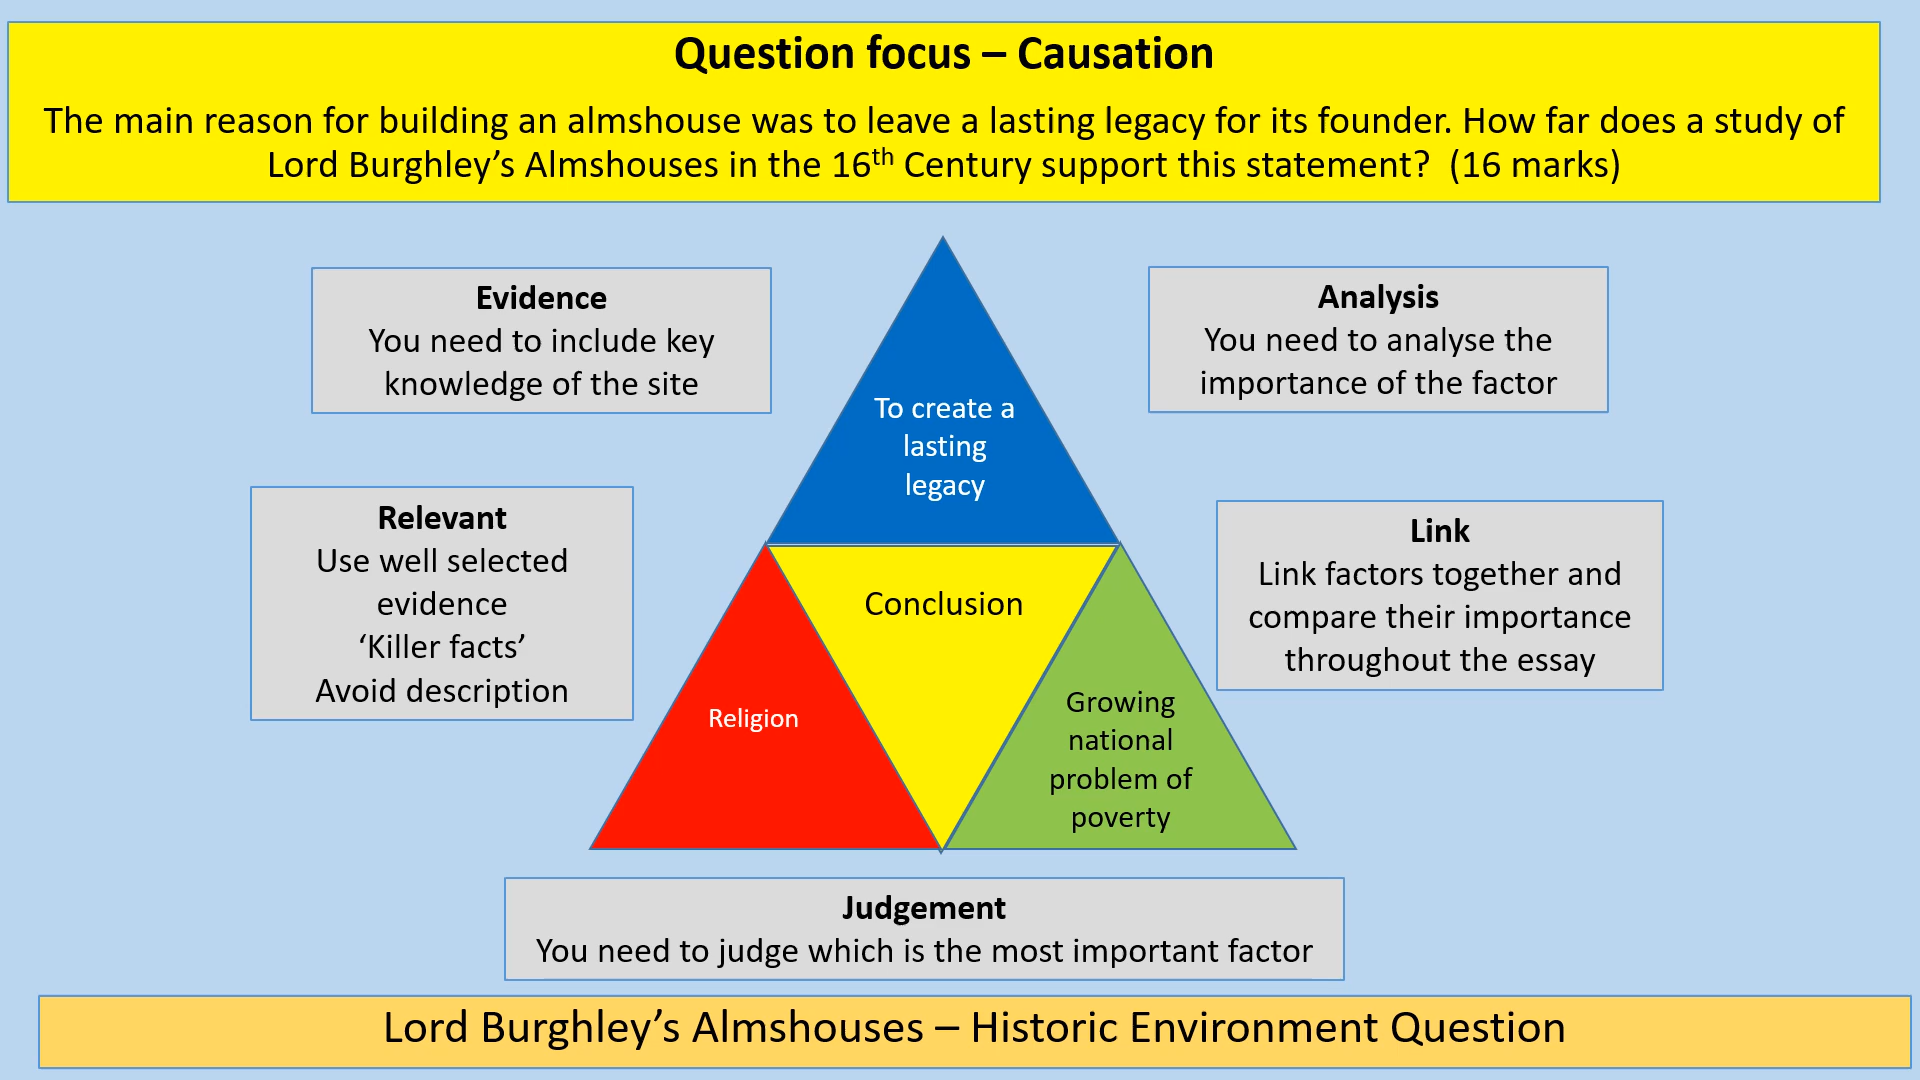 Question focus – Causation
The main reason for building an almshouse was to leave a lasting legacy for its founder. How far does a study of
Lord Burghley’s Almshouses in the 16th Century support this statement?  (16 marks)
Evidence
You need to include key
knowledge of the site
Analysis
You need to analyse the
importance of the factor
To create a
lasting
legacy
Relevant
Use well selected
evidence
‘Killer facts’
Avoid description
Link
Link factors together and
compare their importance
throughout the essay
Conclusion
Religion
Growing
national
problem of
poverty
Judgement
You need to judge which is the most important factor
Lord Burghley’s Almshouses – Historic Environment Question